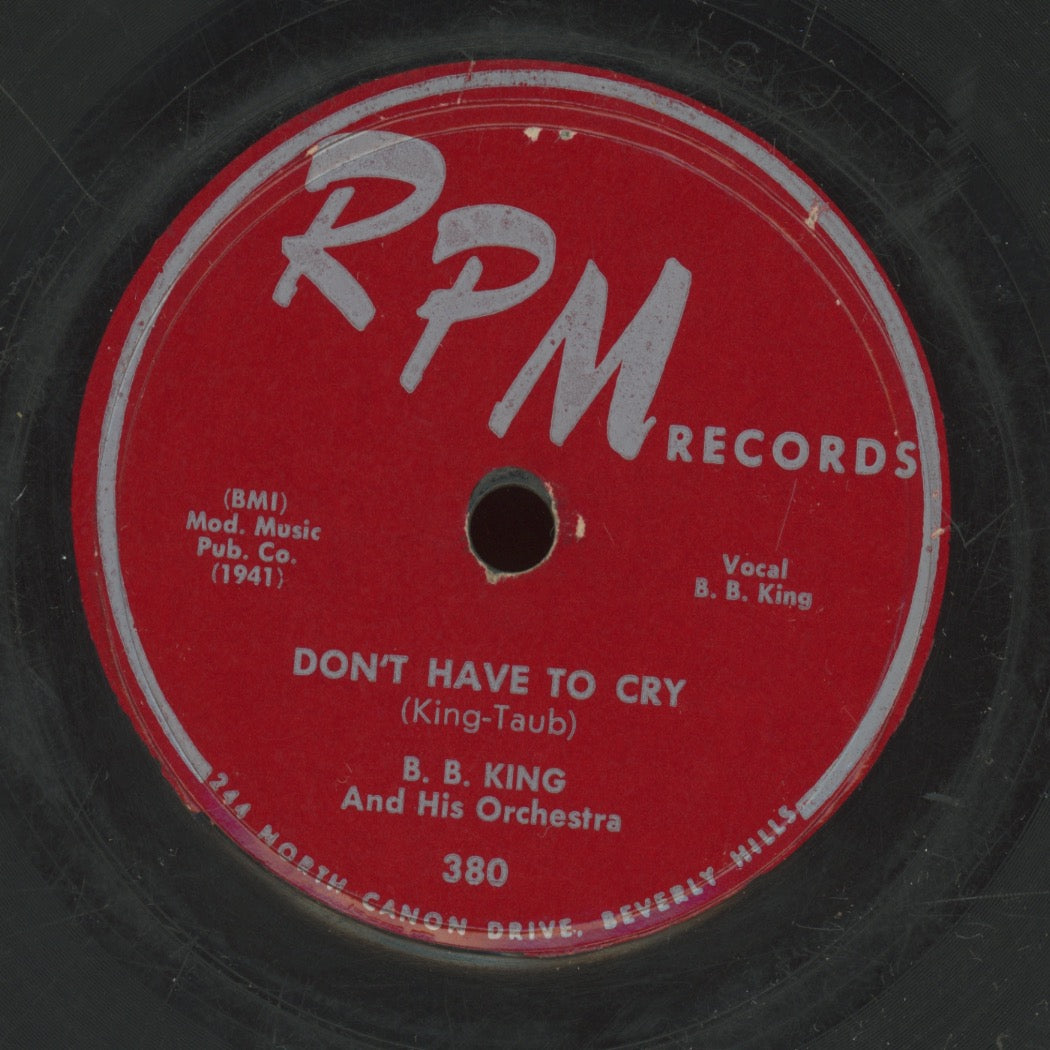 RPM RECORDS
(BMI)
Mod. Music
Pub. Co.
(1941)
Vocal
B. B. King
DON'T HAVE TO CRY
(King-Taub)
B. B. KING
And His Orchestra
380
244 NORTH CANON DRIVE, BEVERLY HILLS